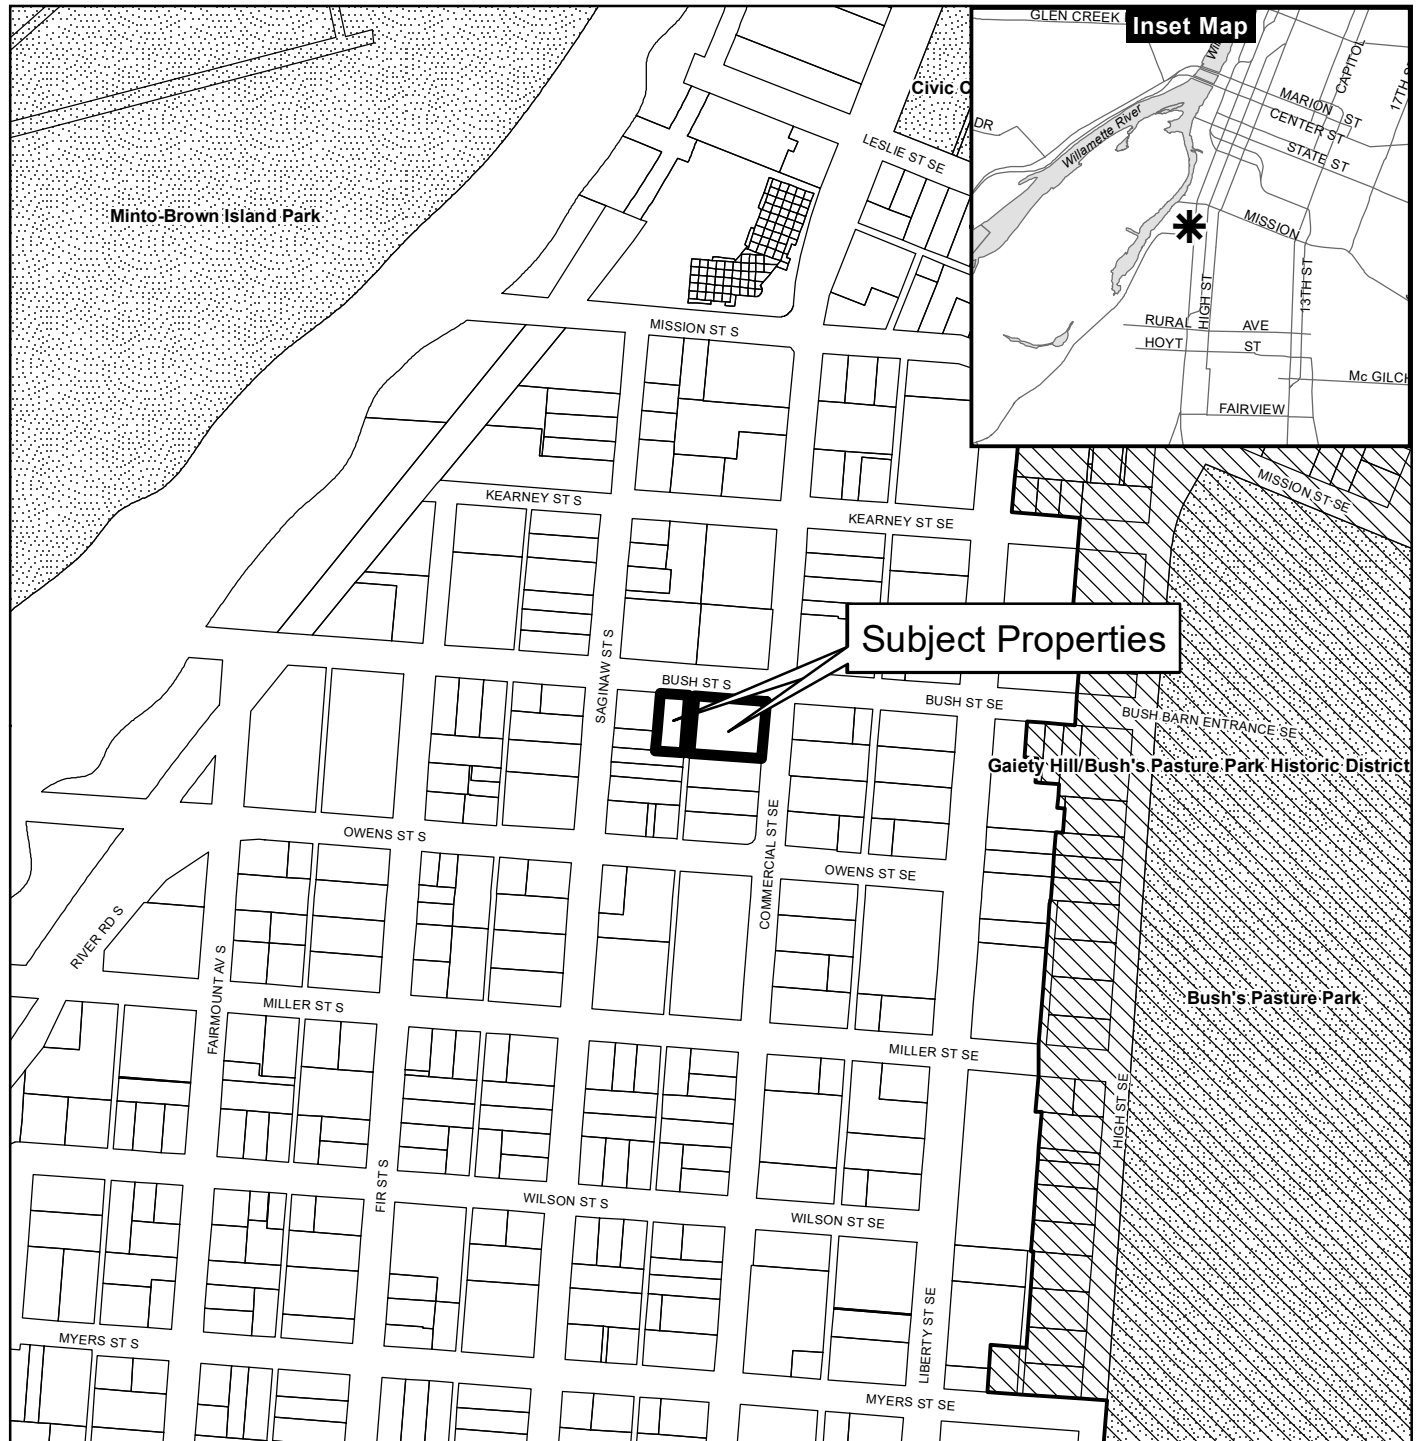 GLEN CREEK
Inset Map
Civic
CAPITOL
17TH
MARION ST
CENTER ST
STATE ST
DR
Willamette River
LESLIE ST SE
Minto-Brown Island Park
MISSION
HIGH ST
13TH ST
MISSION ST S
RURAL AVE
HOYT ST
Mc GILCH
FAIRVIEW
MISSION ST SE
KEARNEY ST S
KEARNEY ST SE
Subject Properties
SAGINAW ST S
BUSH ST S
BUSH ST SE
BUSH BARN ENTRANCE SE
Gaiety Hill/Bush's Pasture Park Historic District
OWENS ST S
COMMERCIAL ST SE
OWENS ST SE
RIVER RD S
FAIRMOUNT AV S
MILLER ST S
Bush's Pasture Park
MILLER ST SE
HIGH ST SE
FIR ST S
WILSON ST S
WILSON ST SE
LIBERTY ST SE
MYERS ST S
MYERS ST SE